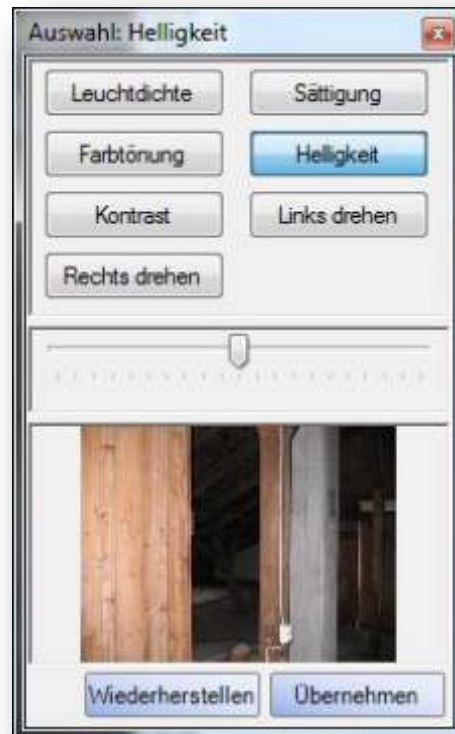 Auswahl: Helligkeit
Leuchtdichte Sättigung
Farbtönung Helligkeit
Kontrast Links drehen
Rechts drehen
Wiederherstellen Übernehmen